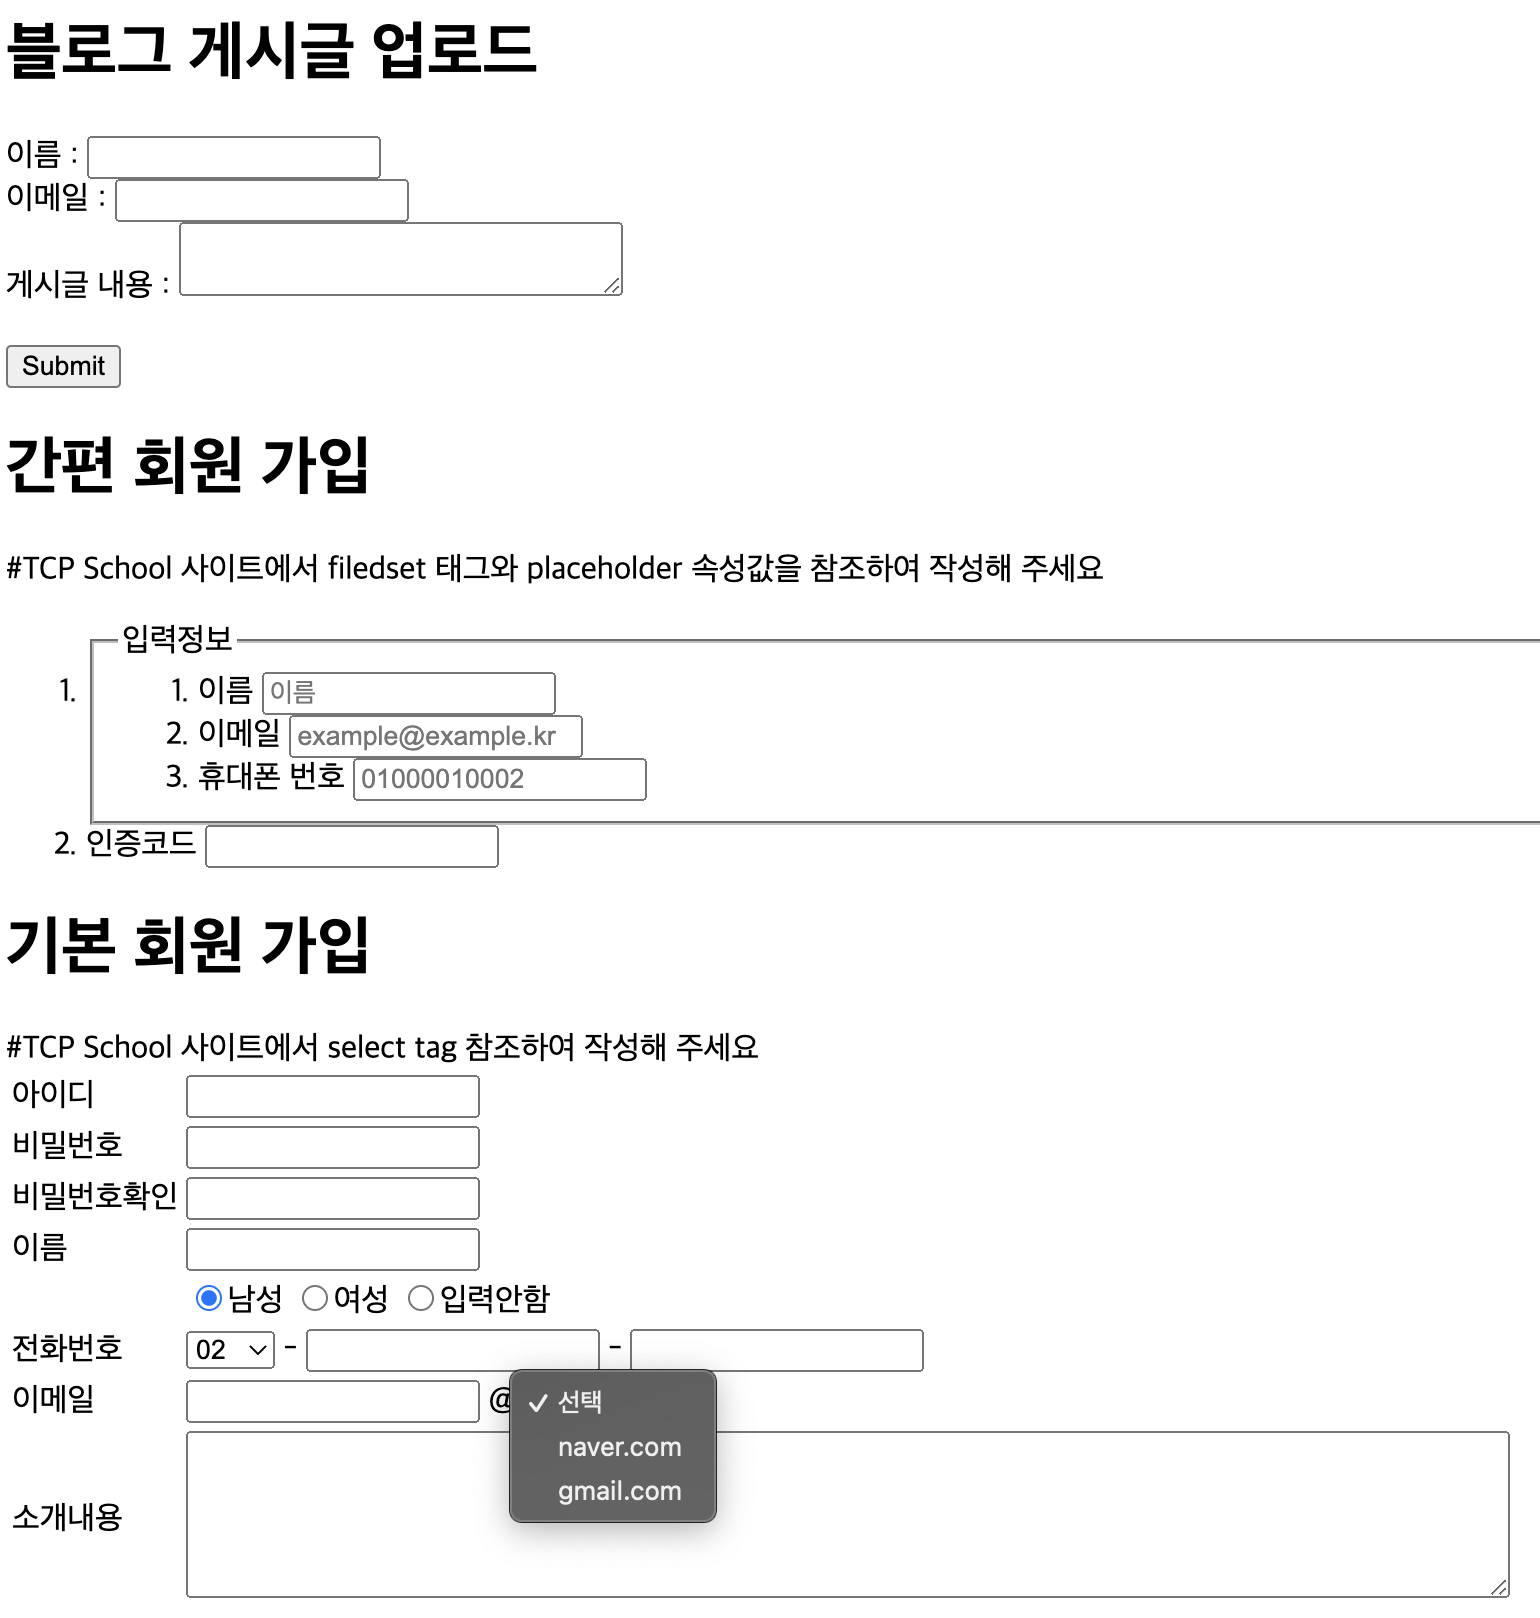 블로그 게시글 업로드
이름 :
이메일 :
게시글 내용 :
Submit
간편 회원 가입
#TCP School 사이트에서 filedset 태그와 placeholder 속성값을 참조하여 작성해 주세요
입력정보
1.
1. 이름 이름
2. 이메일 example@example.kr
3. 휴대폰 번호 01000010002
2. 인증코드
기본 회원 가입
#TCP School 사이트에서 select tag 참조하여 작성해 주세요
아이디
비밀번호
비밀번호확인
이름
남성 여성 입력안함
전화번호 02 - -
이메일 @ 선택
naver.com
gmail.com
소개내용